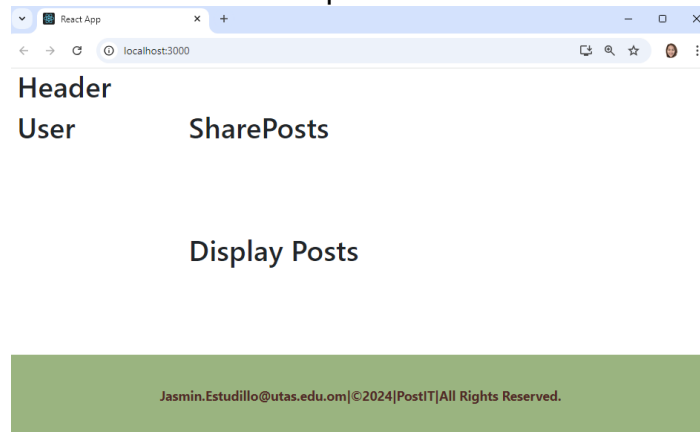 React App
localhost:3000
Header
User SharePosts
Display Posts
Jasmin.Estudillo@utas.edu.om|©2024|PostIT|All Rights Reserved.